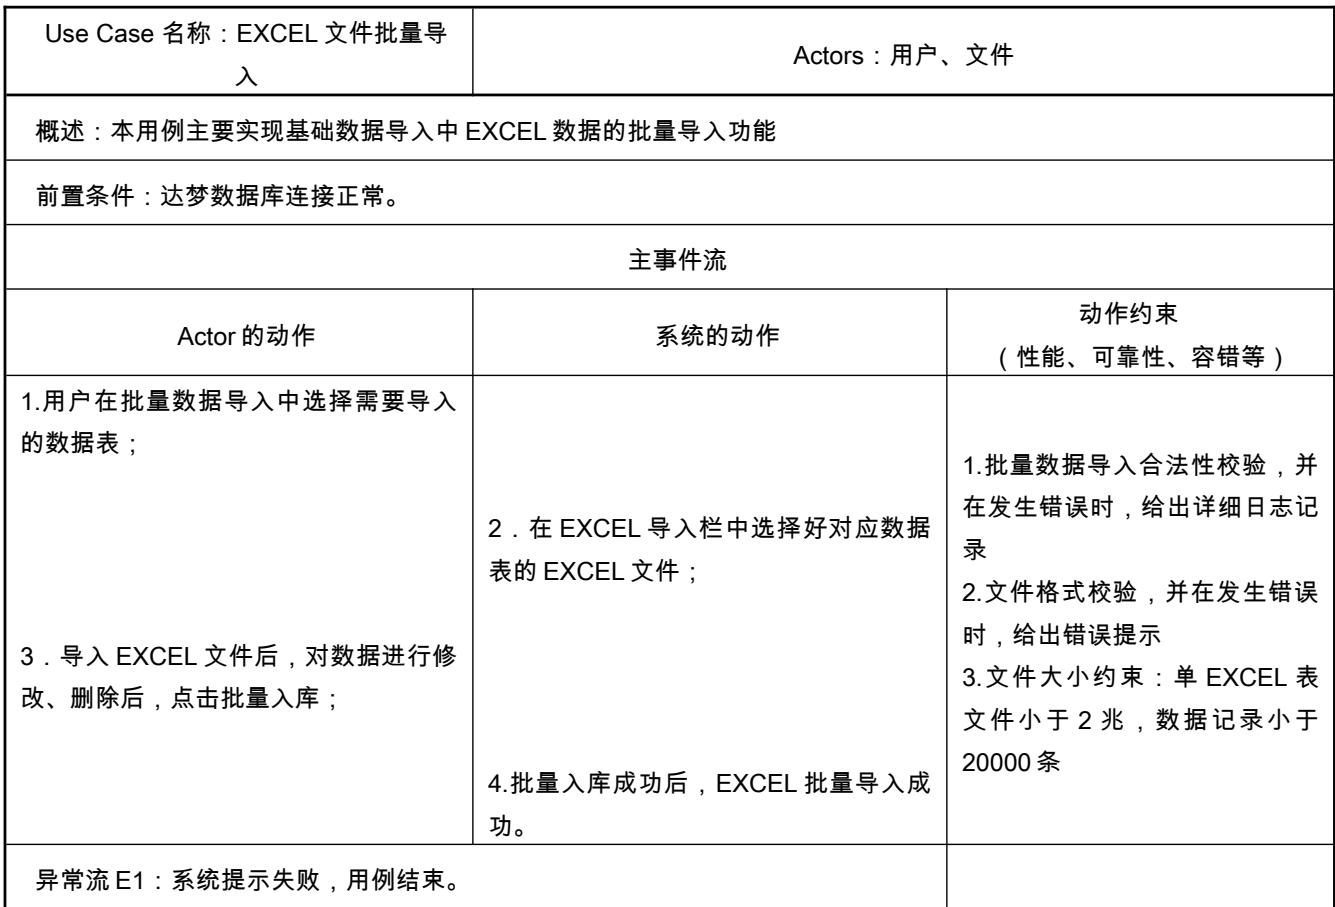 Use Case 名称：EXCEL 文件批量导
入
Actors：用户、文件
概述：本用例主要实现基础数据导入中 EXCEL 数据的批量导入功能
前置条件：达梦数据库连接正常。
主事件流
Actor 的动作
系统的动作
动作约束
（性能、可靠性、容错等）
1.用户在批量数据导入中选择需要导入
的数据表；
2．在 EXCEL 导入栏中选择好对应数据
表的 EXCEL 文件；
3．导入 EXCEL 文件后，对数据进行修
改、删除后，点击批量入库；
4.批量入库成功后，EXCEL 批量导入成
功。
1.批量数据导入合法性校验，并
在发生错误时，给出详细日志记
录
2.文件格式校验，并在发生错误
时，给出错误提示
3.文件大小约束：单 EXCEL 表
文件小于 2 兆，数据记录小于
20000 条
异常流 E1：系统提示失败，用例结束。